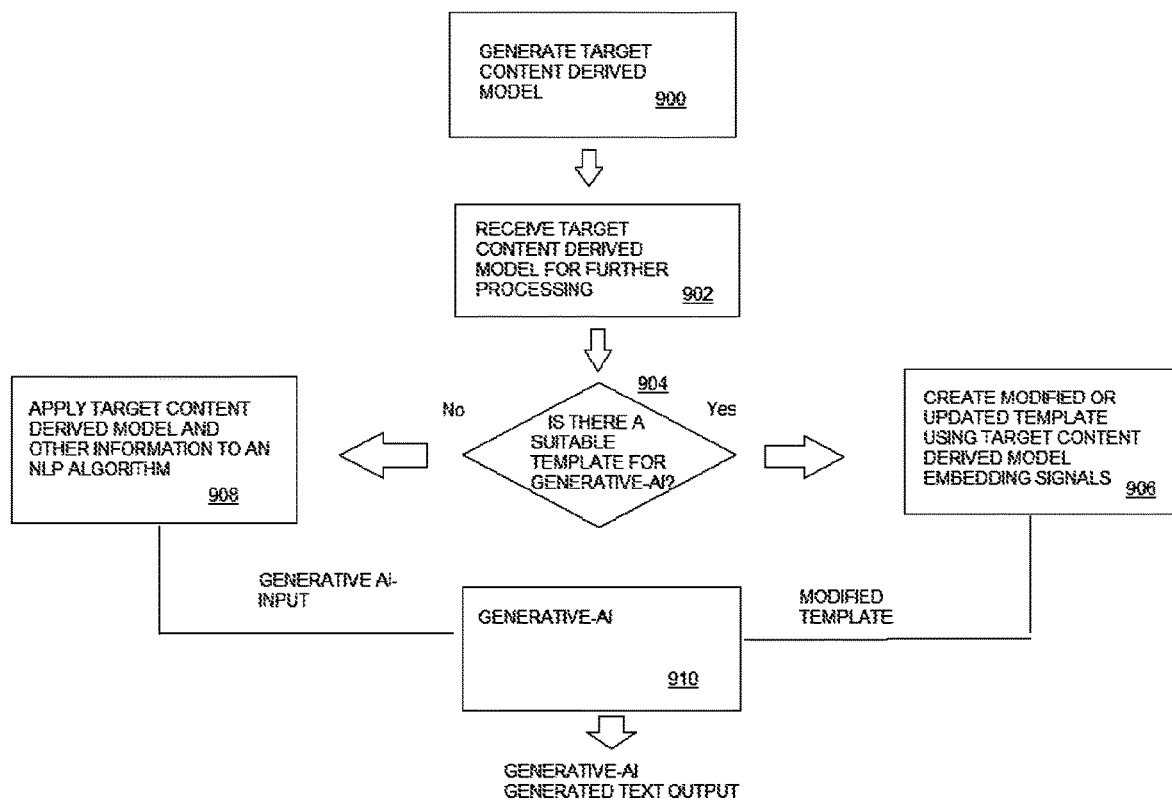 GENERATE TARGET
CONTENT DERIVED
MODEL
900
RECEIVE TARGET
CONTENT DERIVED
MODEL FOR FURTHER
PROCESSING
902
904
No
IS THERE A
SUITABLE
TEMPLATE FOR
GENERATIVE-AI?
Yes
APPLY TARGET CONTENT
DERIVED MODEL AND
OTHER INFORMATION TO AN
NLP ALGORITHM
908
CREATE MODIFIED OR
UPDATED TEMPLATE
USING TARGET CONTENT
DERIVED MODEL
EMBEDDING SIGNALS
906
GENERATIVE AI-
INPUT
GENERATIVE-AI
910
MODIFIED
TEMPLATE
GENERATIVE-AI
GENERATED TEXT OUTPUT